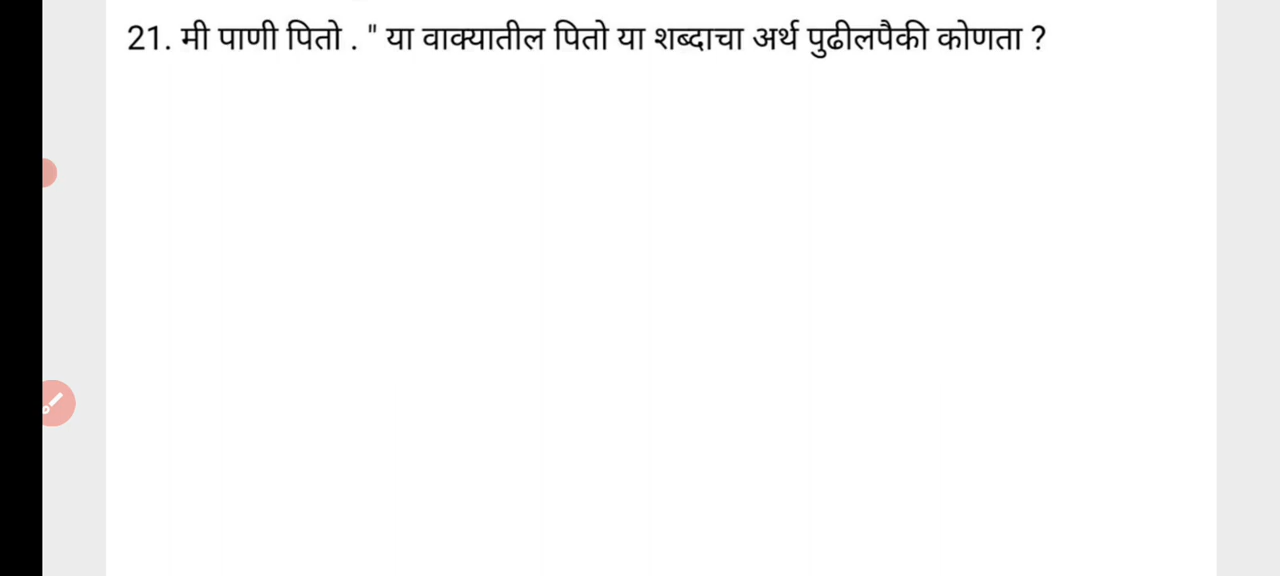 21. मी पाणी पितो . " या वाक्यातील पितो या शब्दाचा अर्थ पुढीलपैकी कोणता ?